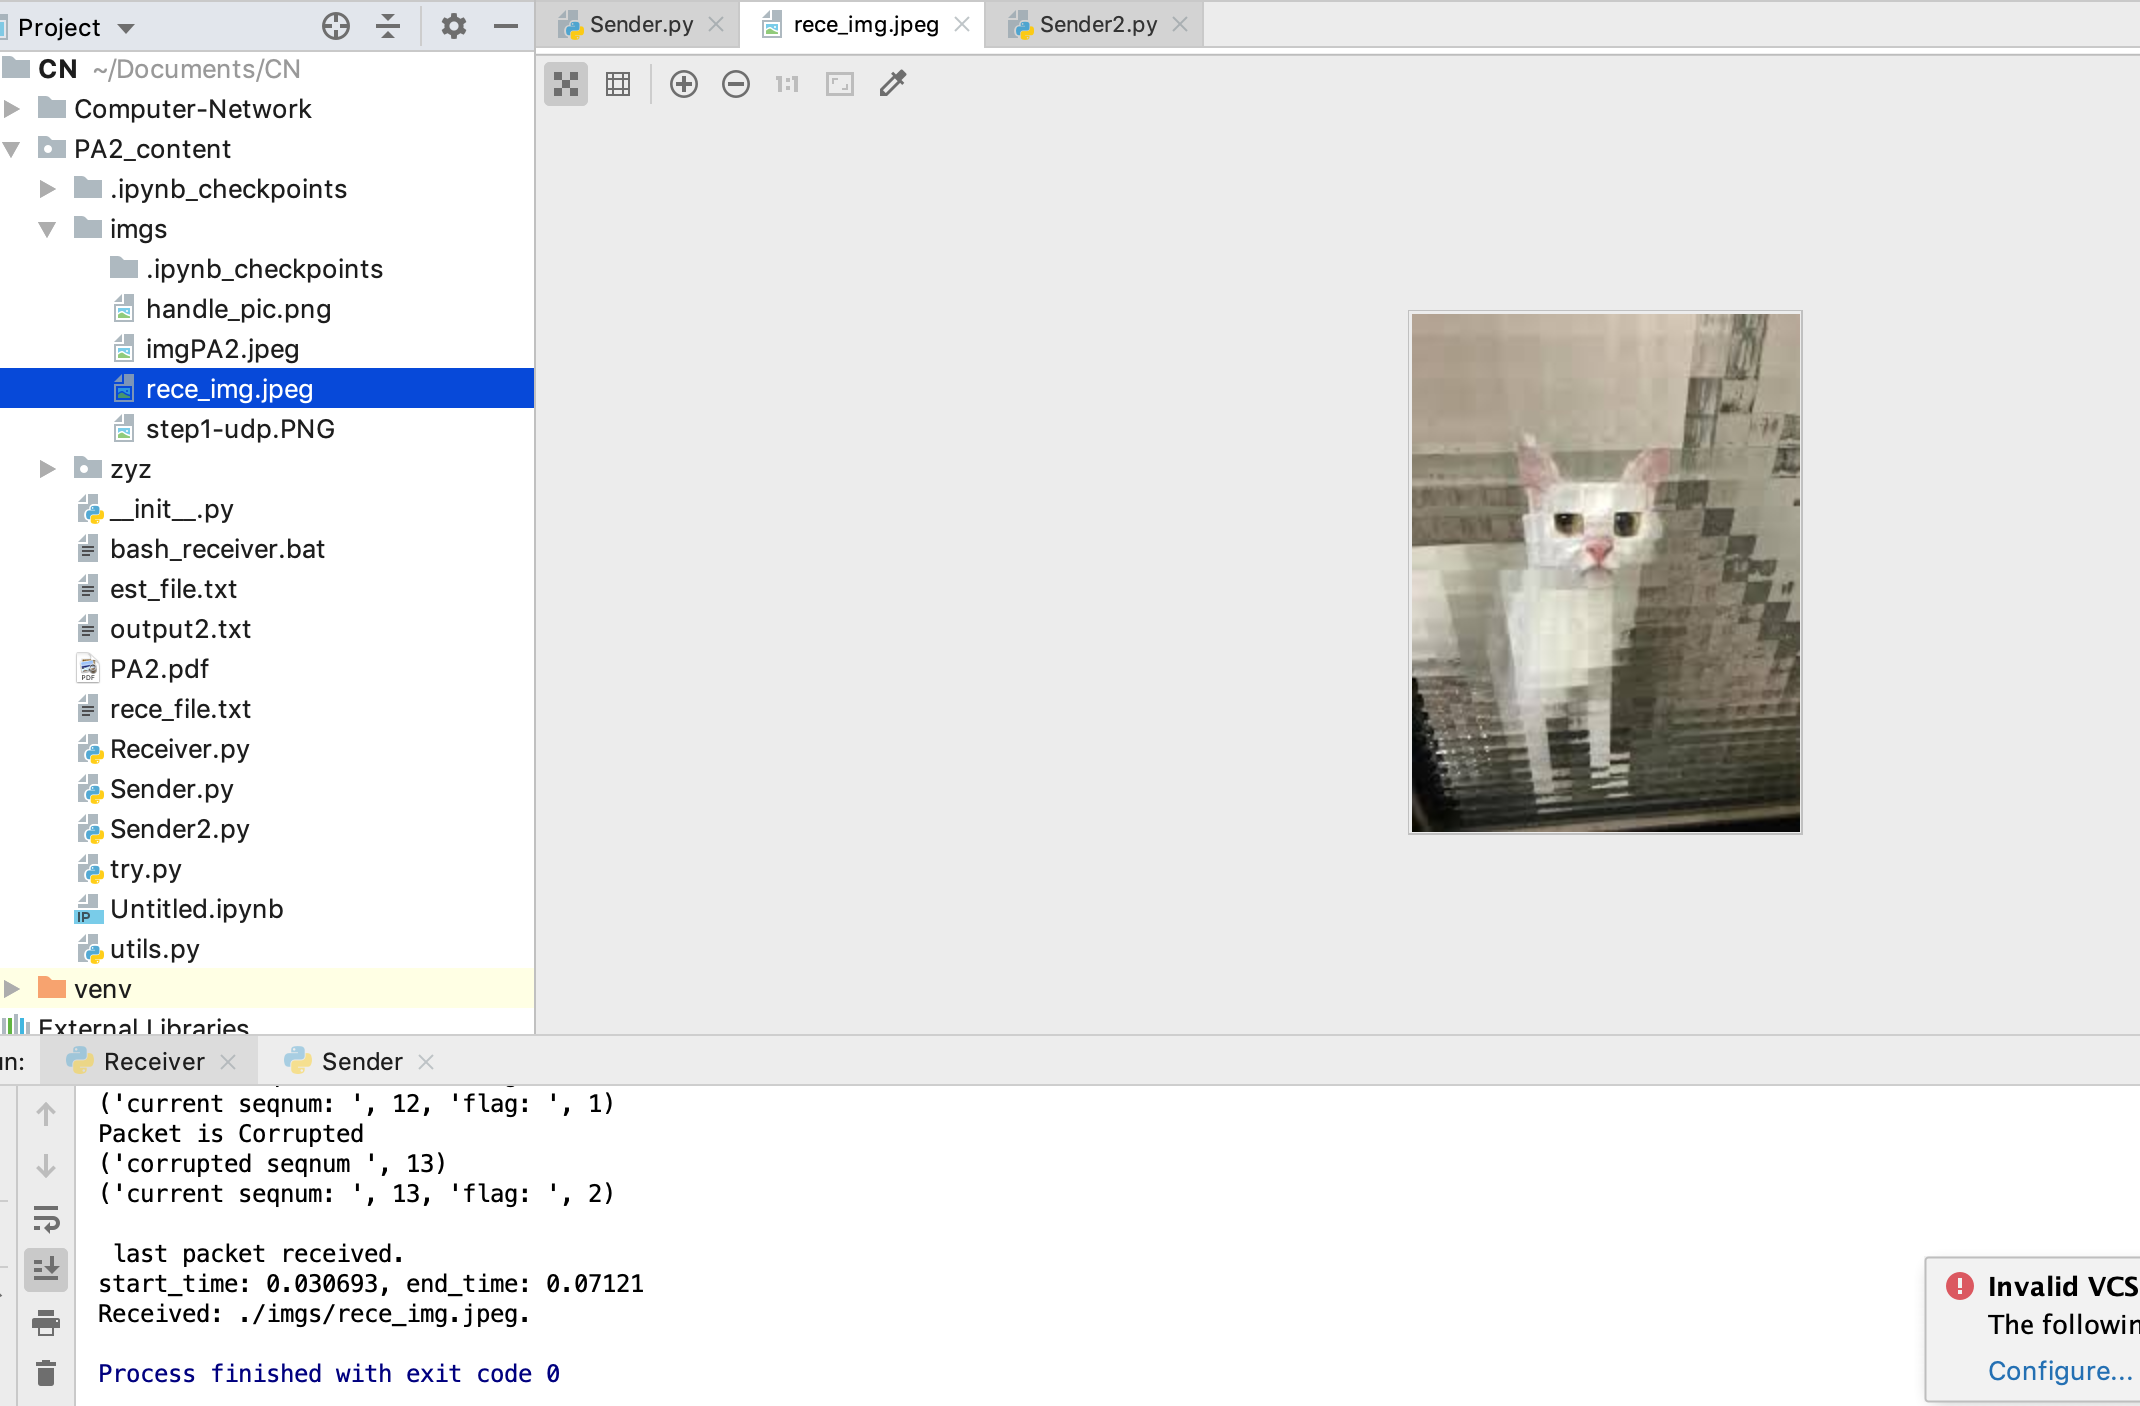 Project
CN ~/Documents/CN
Computer-Network
PA2_content
.ipynb_checkpoints
imgs
.ipynb_checkpoints
handle_pic.png
imgPA2.jpeg
rece_img.jpeg
step1-udp.PNG
zyz
__init__.py
bash_receiver.bat
est_file.txt
output2.txt
PDF PA2.pdf
rece_file.txt
Receiver.py
Sender.py
Sender2.py
try.py
IP Untitled.ipynb
utils.py
venv
External Libraries
Sender.py rece_img.jpeg Sender2.py
1:1
un: Receiver Sender
('current seqnum: ', 12, 'flag: ', 1)
Packet is Corrupted
('corrupted seqnum ', 13)
('current seqnum: ', 13, 'flag: ', 2)
last packet received.
start_time: 0.030693, end_time: 0.07121
Received: ./imgs/rece_img.jpeg.
Process finished with exit code 0
Invalid VCS
The followin
Configure...